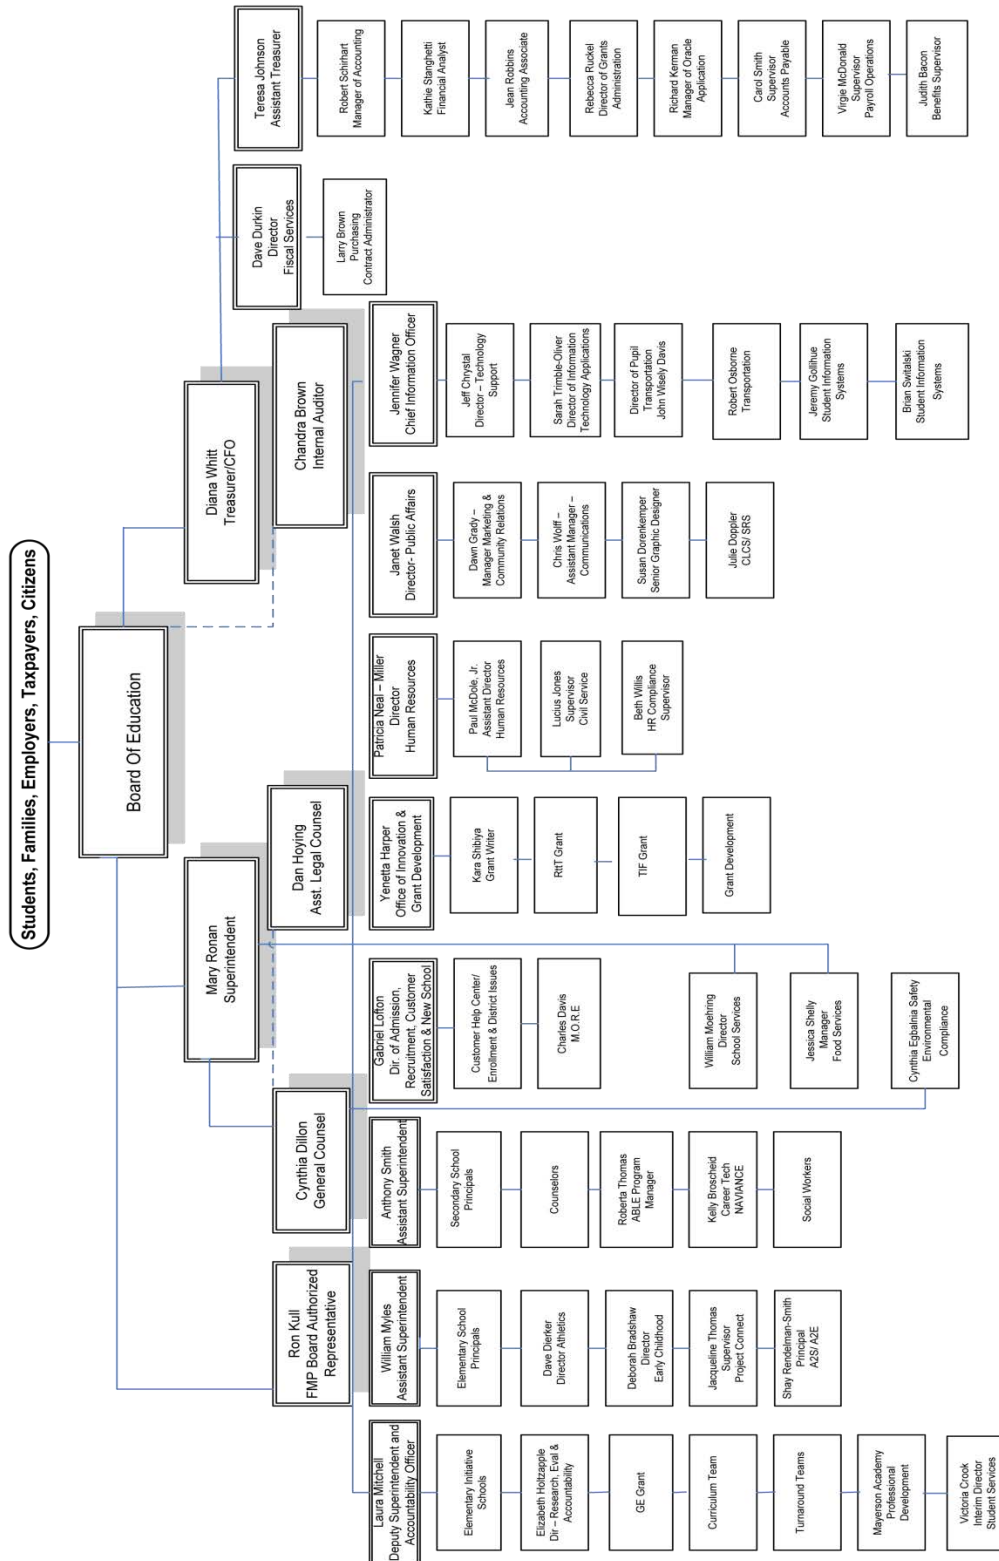 Students, Families, Employers, Taxpayers, Citizens
Board Of Education
Mary Ronan
Superintendent
Diana Whitt
Treasurer/CFO
Ron Kull
FMP Board Authorized
Representative
Cynthia Dillon
General Counsel
Dan Hoying
Asst. Legal Counsel
Chandra Brown
Internal Auditor
Dave Durkin
Director
Fiscal Services
Larry Brown
Purchasing
Contract Administrator
Teresa Johnson
Assistant Treasurer
Robert Schirhart
Manager of Accounting
Kathie Stanghetti
Financial Analyst
Jean Robbins
Accounting Associate
Rebecca Ruckel
Director of Grants
Administration
Richard Kerman
Manager of Oracle
Application
Carol Smith
Supervisor
Accounts Payable
Virgie McDonald
Supervisor
Payroll Operations
Judith Bacon
Benefits Supervisor
Laura Mitchell
Deputy Superintendent and
Accountability Officer
Elementary Initiative
Schools
Elizabeth Holtzapple
Dir – Research, Eval &
Accountability
GE Grant
Curriculum Team
Turnaround Teams
Mayerson Academy
Professional
Development
Victoria Crook
Interim Director
Student Services
William Myles
Assistant Superintendent
Elementary School
Principals
Dave Dierker
Director Athletics
Deborah Bradshaw
Director
Early Childhood
Jacqueline Thomas
Supervisor
Project Connect
Shay Rendelman-Smith
Principal
A2S/ A2E
Anthony Smith
Assistant Superintendent
Secondary School
Principals
Counselors
Roberta Thomas
ABLE Program
Manager
Kelly Broscheid
Career Tech
NAVIANCE
Social Workers
Gabriel Lofton
Dir. of Admission,
Recruitment, Customer
Satisfaction & New School
Customer Help Center/
Enrollment & District Issues
Charles Davis
M.O.R.E
William Moehring
Director
School Services
Jessica Shelly
Manager
Food Services
Cynthia Egbalnia Safety
Environmental
Compliance
Yenetta Harper
Office of Innovation &
Grant Development
Kara Shibiya
Grant Writer
RttT Grant
TIF Grant
Grant Development
Patricia Neal – Miller
Director
Human Resources
Paul McDole, Jr.
Assistant Director
Human Resources
Lucius Jones
Supervisor
Civil Service
Beth Willis
HR Compliance
Supervisor
Janet Walsh
Director- Public Affairs
Dawn Grady –
Manager Marketing &
Community Relations
Chris Wolff –
Assistant Manager –
Communications
Susan Dorenkemper
Senior Graphic Designer
Julie Doppler
CLCS/ SRS
Jennifer Wagner
Chief Information Officer
Jeff Chrystal
Director – Technology
Support
Sarah Trimble-Oliver
Director of Information
Technology Applications
Director of Pupil
Transportation
John Wisely Davis
Robert Osborne
Transportation
Jeremy Gollihue
Student Information
Systems
Brian Svitalski
Student Information
Systems